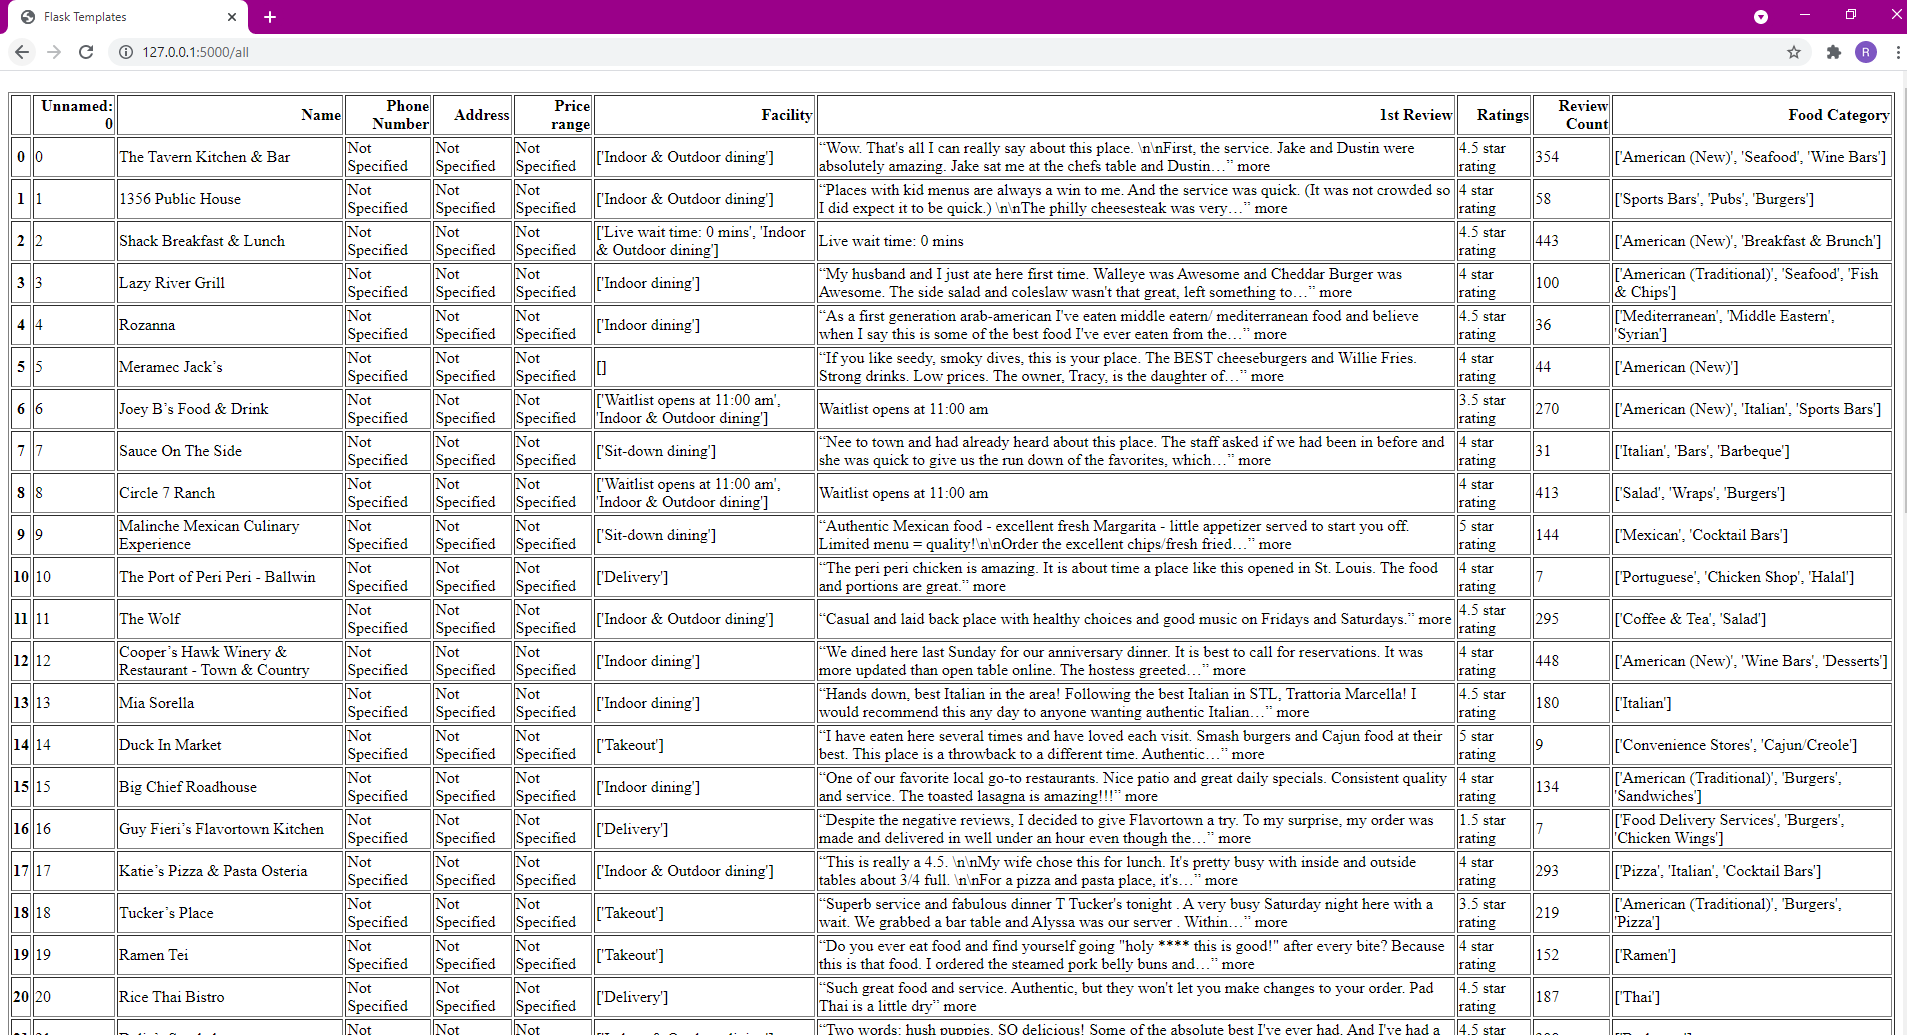 Flask Templates
127.0.0.1:5000/all
R
Unnamed: 0 Name Phone Number Address Price range Facility 1st Review Ratings Review Count Food Category
0 0 The Tavern Kitchen & Bar Not Specified Not Specified Not Specified ['Indoor & Outdoor dining'] “Wow. That's all I can really say about this place. \n\nFirst, the service. Jake and Dustin were absolutely amazing. Jake sat me at the chefs table and Dustin…” more 4.5 star rating 354 ['American (New)', 'Seafood', 'Wine Bars']
1 1 1356 Public House Not Specified Not Specified Not Specified ['Indoor & Outdoor dining'] “Places with kid menus are always a win to me. And the service was quick. (It was not crowded so I did expect it to be quick.) \n\nThe philly cheesesteak was very…” more 4 star rating 58 ['Sports Bars', 'Pubs', 'Burgers']
2 2 Shack Breakfast & Lunch Not Specified Not Specified Not Specified ['Live wait time: 0 mins', 'Indoor & Outdoor dining'] Live wait time: 0 mins 4.5 star rating 443 ['American (New)', 'Breakfast & Brunch']
3 3 Lazy River Grill Not Specified Not Specified Not Specified ['Indoor dining'] “My husband and I just ate here first time. Walleye was Awesome and Cheddar Burger was Awesome. The side salad and coleslaw wasn't that great, left something to…” more 4 star rating 100 ['American (Traditional)', 'Seafood', 'Fish & Chips']
4 4 Rozanna Not Specified Not Specified Not Specified ['Indoor dining'] “As a first generation arab-american I've eaten middle eatern/ mediterranean food and believe when I say this is some of the best food I've ever eaten from the…” more 4.5 star rating 36 ['Mediterranean', 'Middle Eastern', 'Syrian']
5 5 Meramec Jack’s Not Specified Not Specified Not Specified [] “If you like seedy, smoky dives, this is your place. The BEST cheeseburgers and Willie Fries. Strong drinks. Low prices. The owner, Tracy, is the daughter of…” more 4 star rating 44 ['American (New)']
6 6 Joey B’s Food & Drink Not Specified Not Specified Not Specified ['Waitlist opens at 11:00 am', 'Indoor & Outdoor dining'] Waitlist opens at 11:00 am 3.5 star rating 270 ['American (New)', 'Italian', 'Sports Bars']
7 7 Sauce On The Side Not Specified Not Specified Not Specified ['Sit-down dining'] “Nee to town and had already heard about this place. The staff asked if we had been in before and she was quick to give us the run down of the favorites, which…” more 4 star rating 31 ['Italian', 'Bars', 'Barbeque']
8 8 Circle 7 Ranch Not Specified Not Specified Not Specified ['Waitlist opens at 11:00 am', 'Indoor & Outdoor dining'] Waitlist opens at 11:00 am 4 star rating 413 ['Salad', 'Wraps', 'Burgers']
9 9 Malinche Mexican Culinary Experience Not Specified Not Specified Not Specified ['Sit-down dining'] “Authentic Mexican food - excellent fresh Margarita - little appetizer served to start you off. Limited menu = quality!\n\nOrder the excellent chips/fresh fried…” more 5 star rating 144 ['Mexican', 'Cocktail Bars']
10 10 The Port of Peri Peri - Ballwin Not Specified Not Specified Not Specified ['Delivery'] “The peri peri chicken is amazing. It is about time a place like this opened in St. Louis. The food and portions are great.” more 4 star rating 7 ['Portuguese', 'Chicken Shop', 'Halal']
11 11 The Wolf Not Specified Not Specified Not Specified ['Indoor & Outdoor dining'] “Casual and laid back place with healthy choices and good music on Fridays and Saturdays.” more 4.5 star rating 295 ['Coffee & Tea', 'Salad']
12 12 Cooper’s Hawk Winery & Restaurant - Town & Country Not Specified Not Specified Not Specified ['Indoor dining'] “We dined here last Sunday for our anniversary dinner. It is best to call for reservations. It was more updated than open table online. The hostess greeted…” more 4 star rating 448 ['American (New)', 'Wine Bars', 'Desserts']
13 13 Mia Sorella Not Specified Not Specified Not Specified ['Indoor dining'] “Hands down, best Italian in the area! Following the best Italian in STL, Trattoria Marcella! I would recommend this any day to anyone wanting authentic Italian…” more 4.5 star rating 180 ['Italian']
14 14 Duck In Market Not Specified Not Specified Not Specified ['Takeout'] “I have eaten here several times and have loved each visit. Smash burgers and Cajun food at their best. This place is a throwback to a different time. Authentic…” more 5 star rating 9 ['Convenience Stores', 'Cajun/Creole']
15 15 Big Chief Roadhouse Not Specified Not Specified Not Specified ['Indoor dining'] “One of our favorite local go-to restaurants. Nice patio and great daily specials. Consistent quality and service. The toasted lasagna is amazing!!!” more 4 star rating 134 ['American (Traditional)', 'Burgers', 'Sandwiches']
16 16 Guy Fieri’s Flavortown Kitchen Not Specified Not Specified Not Specified ['Delivery'] “Despite the negative reviews, I decided to give Flavortown a try. To my surprise, my order was made and delivered in well under an hour even though the…” more 1.5 star rating 7 ['Food Delivery Services', 'Burgers', 'Chicken Wings']
17 17 Katie’s Pizza & Pasta Osteria Not Specified Not Specified Not Specified ['Indoor & Outdoor dining'] “This is really a 4.5. \n\nMy wife chose this for lunch. It's pretty busy with inside and outside tables about 3/4 full. \n\nFor a pizza and pasta place, it's…” more 4 star rating 293 ['Pizza', 'Italian', 'Cocktail Bars']
18 18 Tucker’s Place Not Specified Not Specified Not Specified ['Takeout'] “Superb service and fabulous dinner T Tucker's tonight . A very busy Saturday night here with a wait. We grabbed a bar table and Alyssa was our server . Within…” more 3.5 star rating 219 ['American (Traditional)', 'Burgers', 'Pizza']
19 19 Ramen Tei Not Specified Not Specified Not Specified ['Takeout'] “Do you ever eat food and find yourself going "holy **** this is good!" after every bite? Because this is that food. I ordered the steamed pork belly buns and…” more 4 star rating 152 ['Ramen']
20 20 Rice Thai Bistro Not Specified Not Specified Not Specified ['Delivery'] “Such great food and service. Authentic, but they won't let you make changes to your order. Pad Thai is a little dry” more 4.5 star rating 187 ['Thai']
Not Not Not “Two words: hush puppies. SO delicious! Some of the absolute best I've ever had. And I've had a 4.5 star